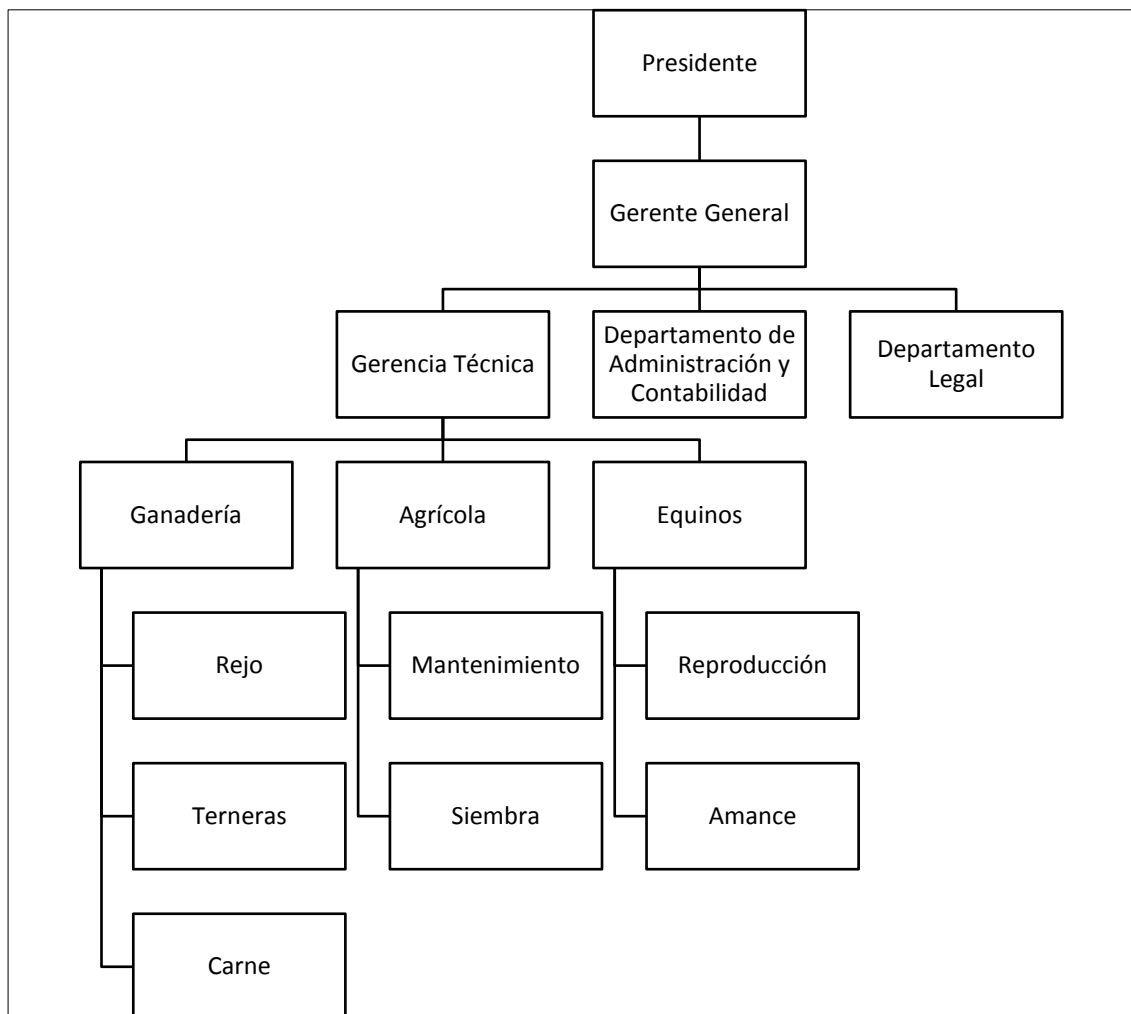 Presidente
Gerente General
Gerencia Técnica
Departamento de
Administración y
Contabilidad
Departamento
Legal
Ganadería
Agrícola
Equinos
Rejo
Mantenimiento
Reproducción
Terneras
Siembra
Amance
Carne